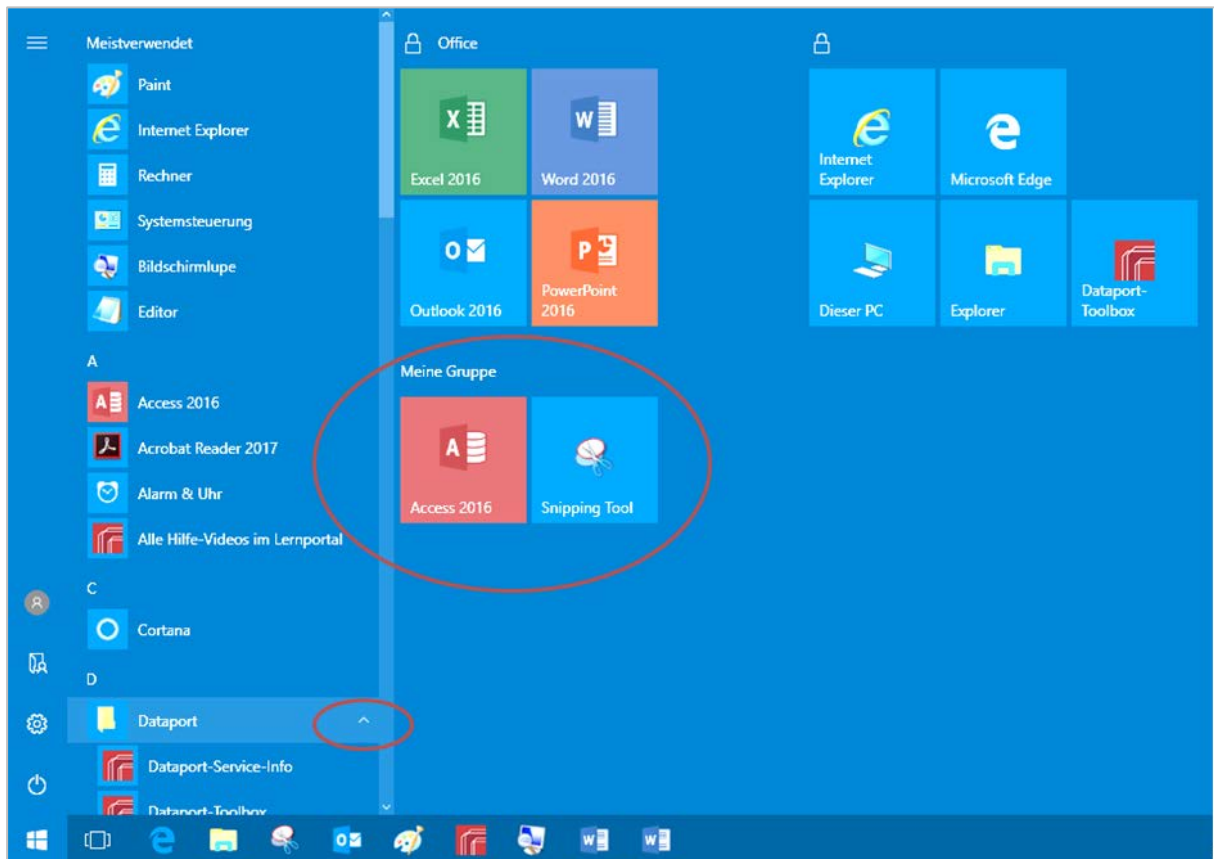 Meistverwendet
Paint
Internet Explorer
Rechner
Systemsteuerung
Bildschirmlupe
Editor
A
Access 2016
Acrobat Reader 2017
Alarm & Uhr
Alle Hilfe-Videos im Lernportal
C
Cortana
D
Dataport
Dataport-Service-Info
Dataport-Toolbox
Office
Excel 2016
Word 2016
Outlook 2016
PowerPoint
2016
Meine Gruppe
Access 2016
Snipping Tool
Internet
Explorer
Microsoft Edge
Dieser PC
Explorer
Dataport-
Toolbox